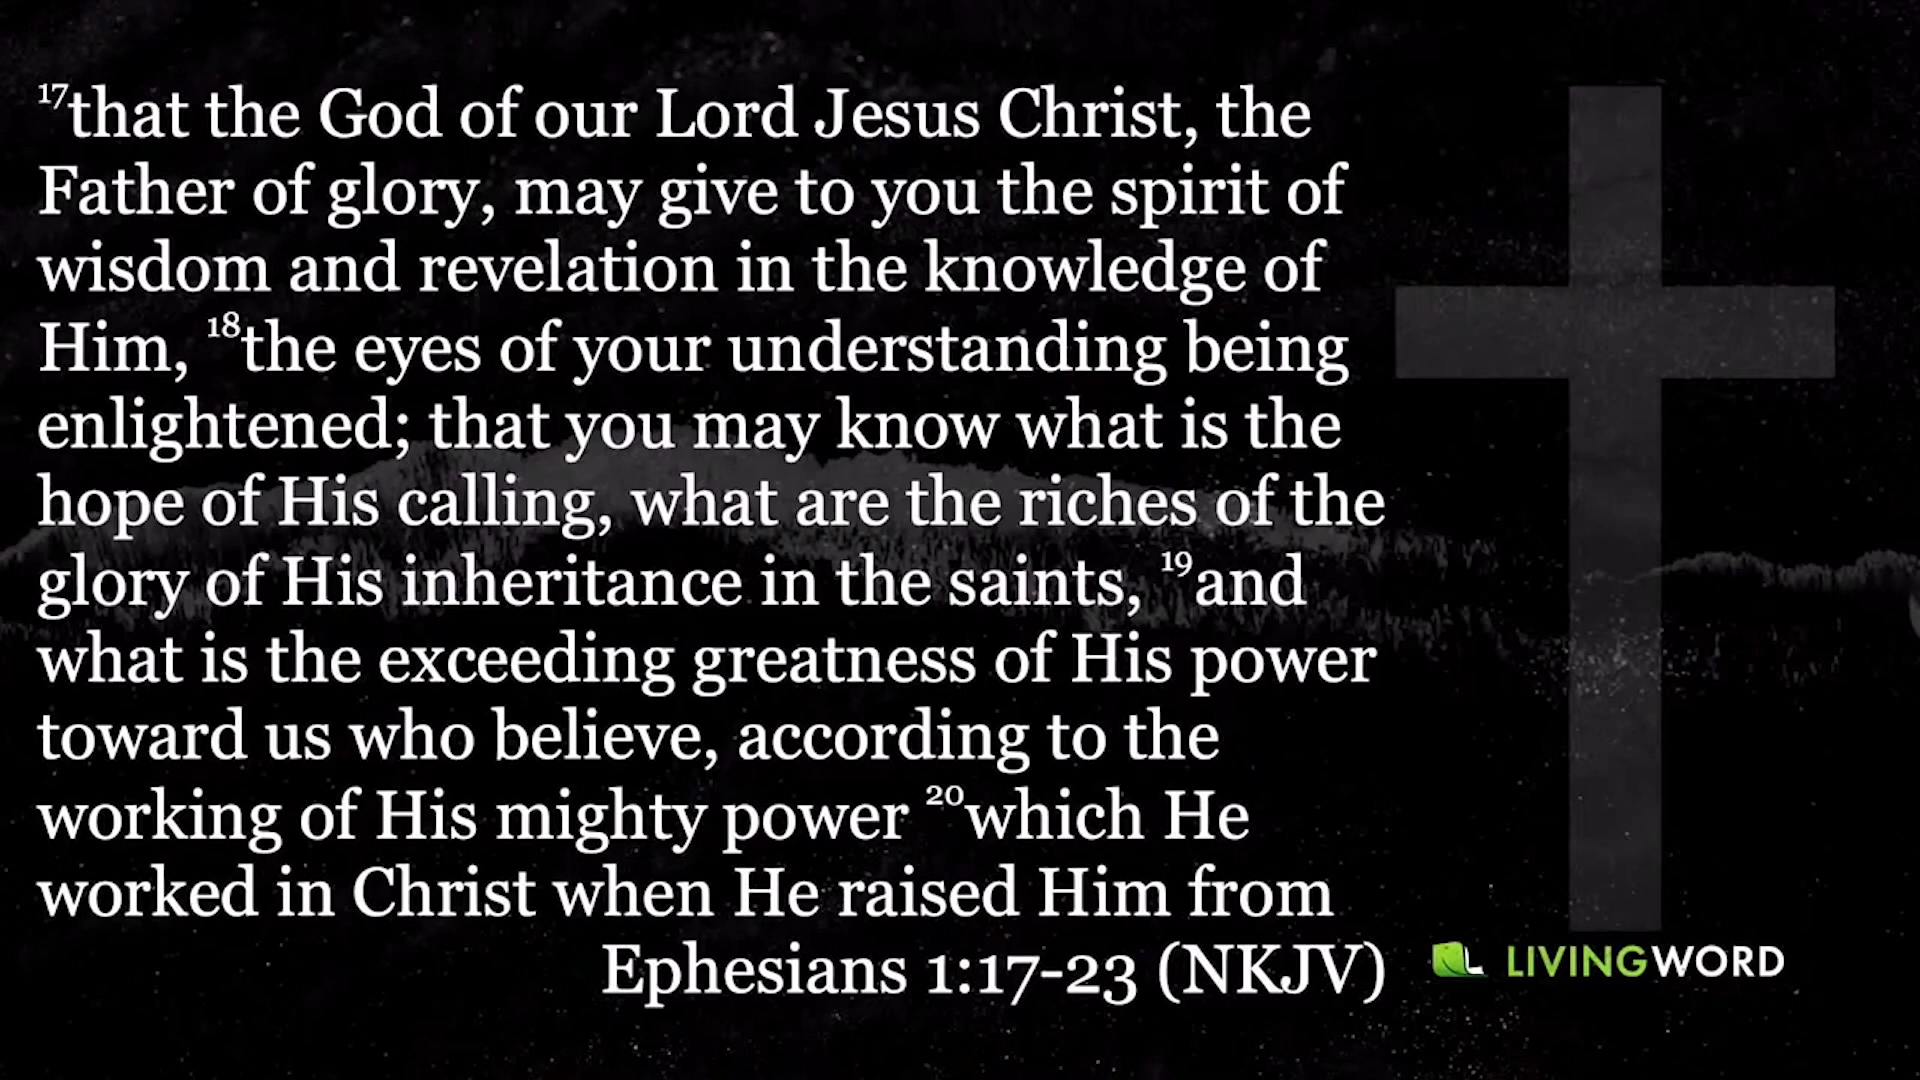 17that the God of our Lord Jesus Christ, the
Father of glory, may give to you the spirit of
wisdom and revelation in the knowledge of
Him, 18the eyes of your understanding being
enlightened; that you may know what is the
hope of His calling, what are the riches of the
glory of His inheritance in the saints, 19and
what is the exceeding greatness of His power
toward us who believe, according to the
working of His mighty power 20which He
worked in Christ when He raised Him from
Ephesians 1:17-23 (NKJV)
LIVINGWORD